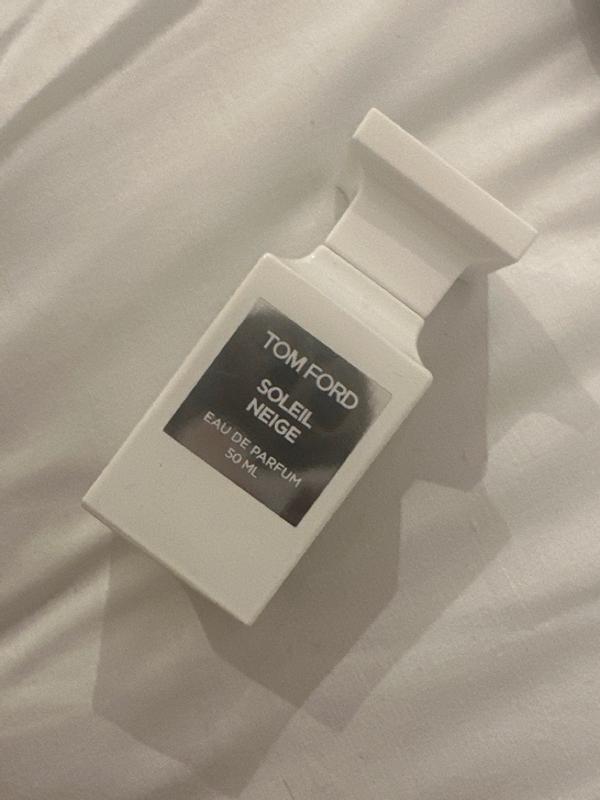 TOM FORD
SOLEIL
NEIGE
EAU DE PARFUM
50 ML